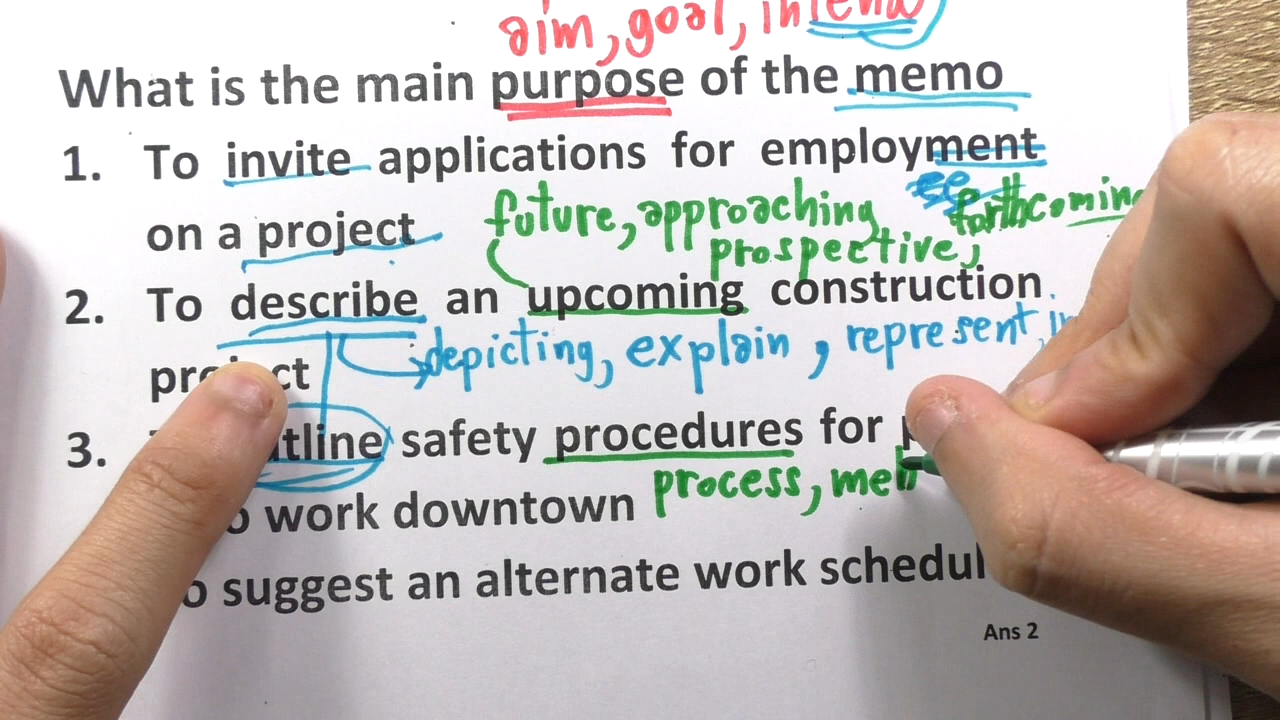 aim, goal, intend
What is the main purpose of the memo
1. To invite applications for employment
future, approaching forthcoming
on a project
prospective,
2. To describe an upcoming construction
depicting, explain, represent,
project
3. outline safety procedures for
process, met
work downtown
suggest an alternate work schedul
Ans 2